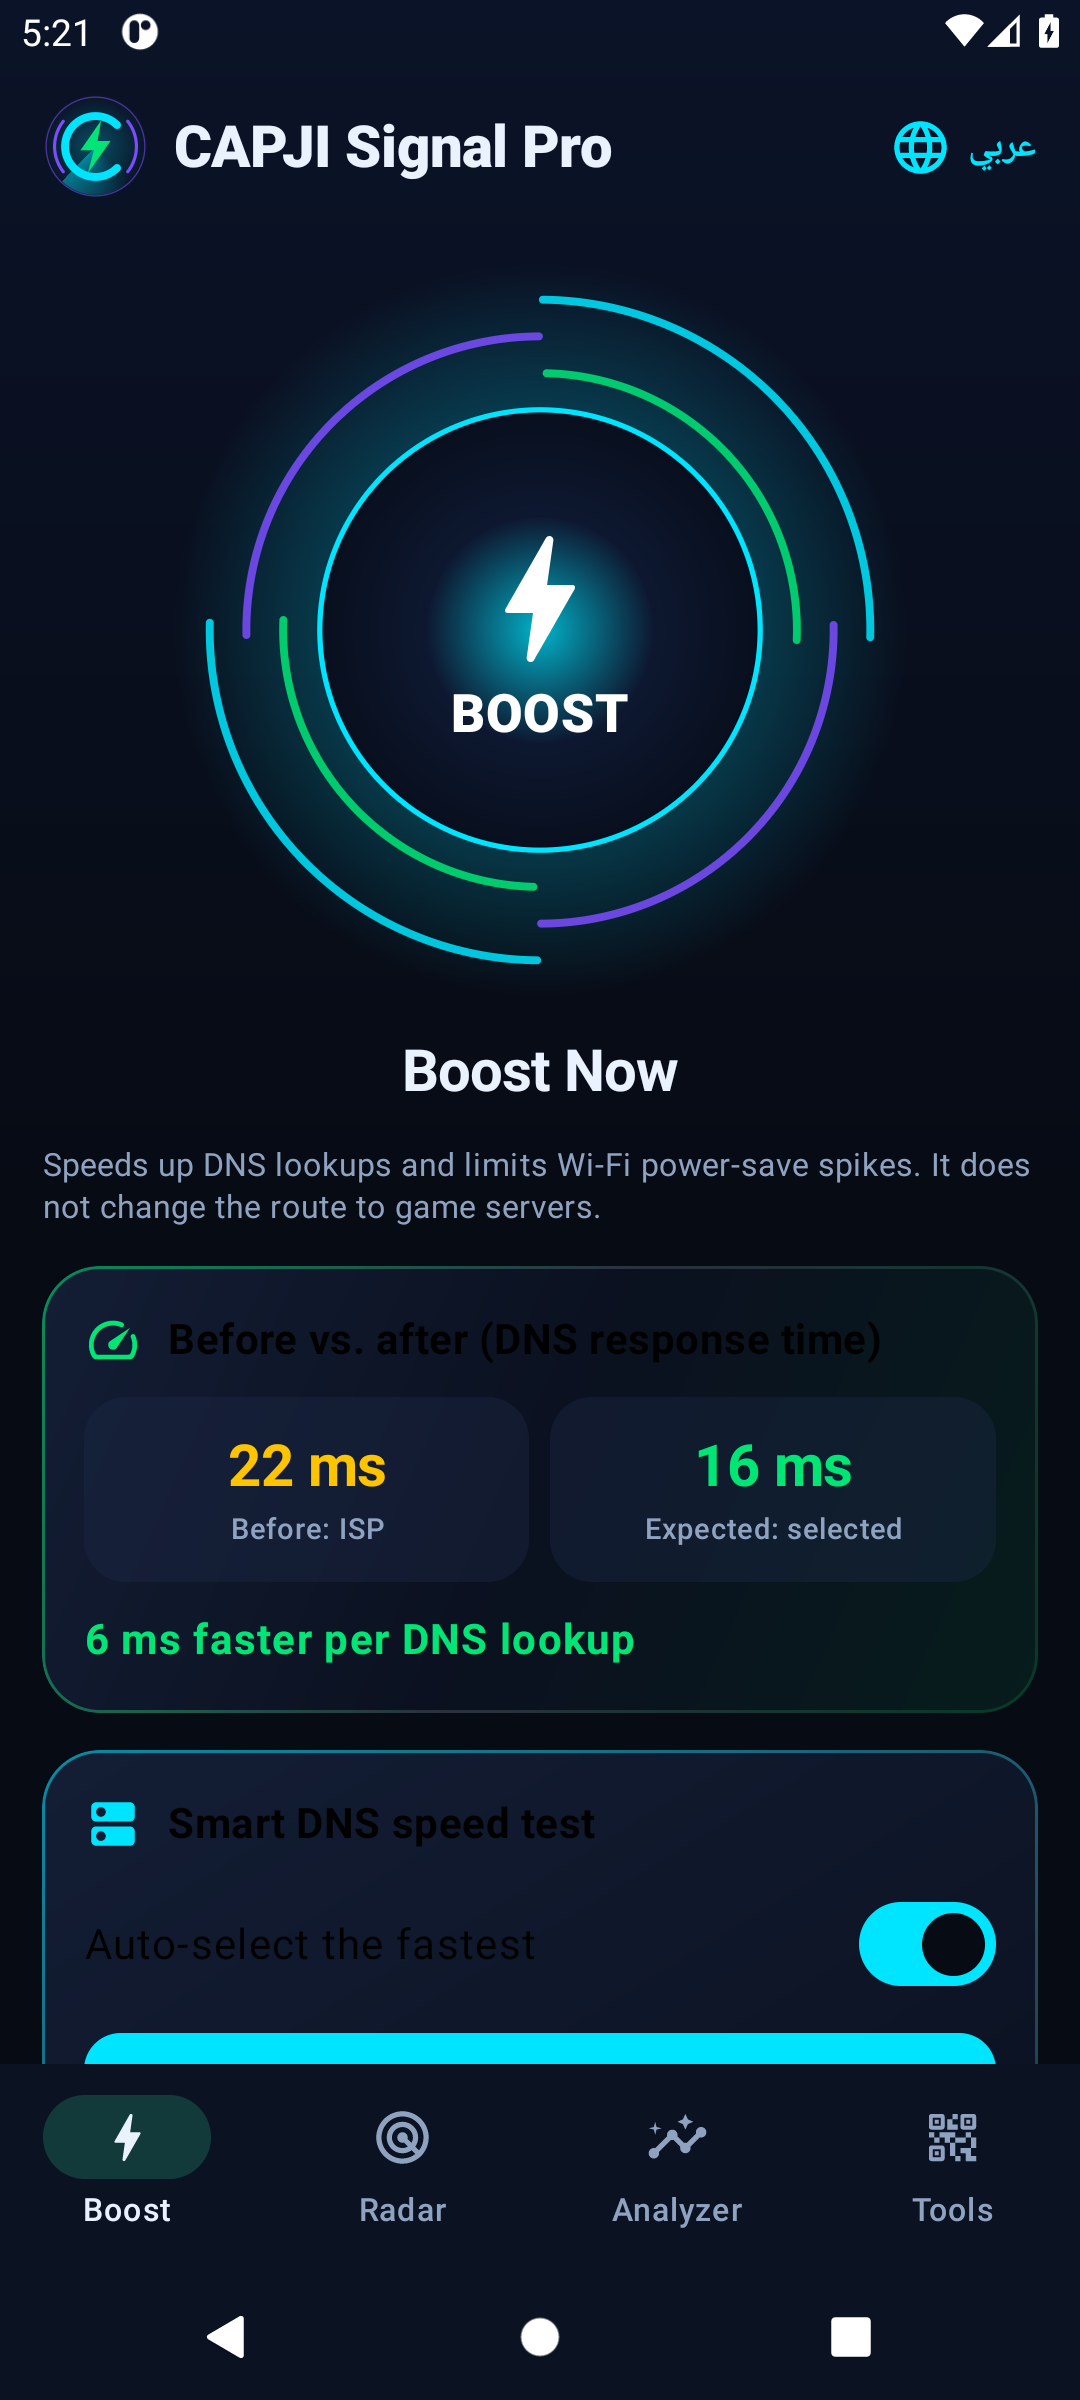 5:21
CAPJI Signal Pro
عربي
BOOST
Boost Now
Speeds up DNS lookups and limits Wi-Fi power-save spikes. It does
not change the route to game servers.
Before vs. after (DNS response time)
22 ms
Before: ISP
16 ms
Expected: selected
6 ms faster per DNS lookup
Smart DNS speed test
Auto-select the fastest
Boost
Radar
Analyzer
Tools